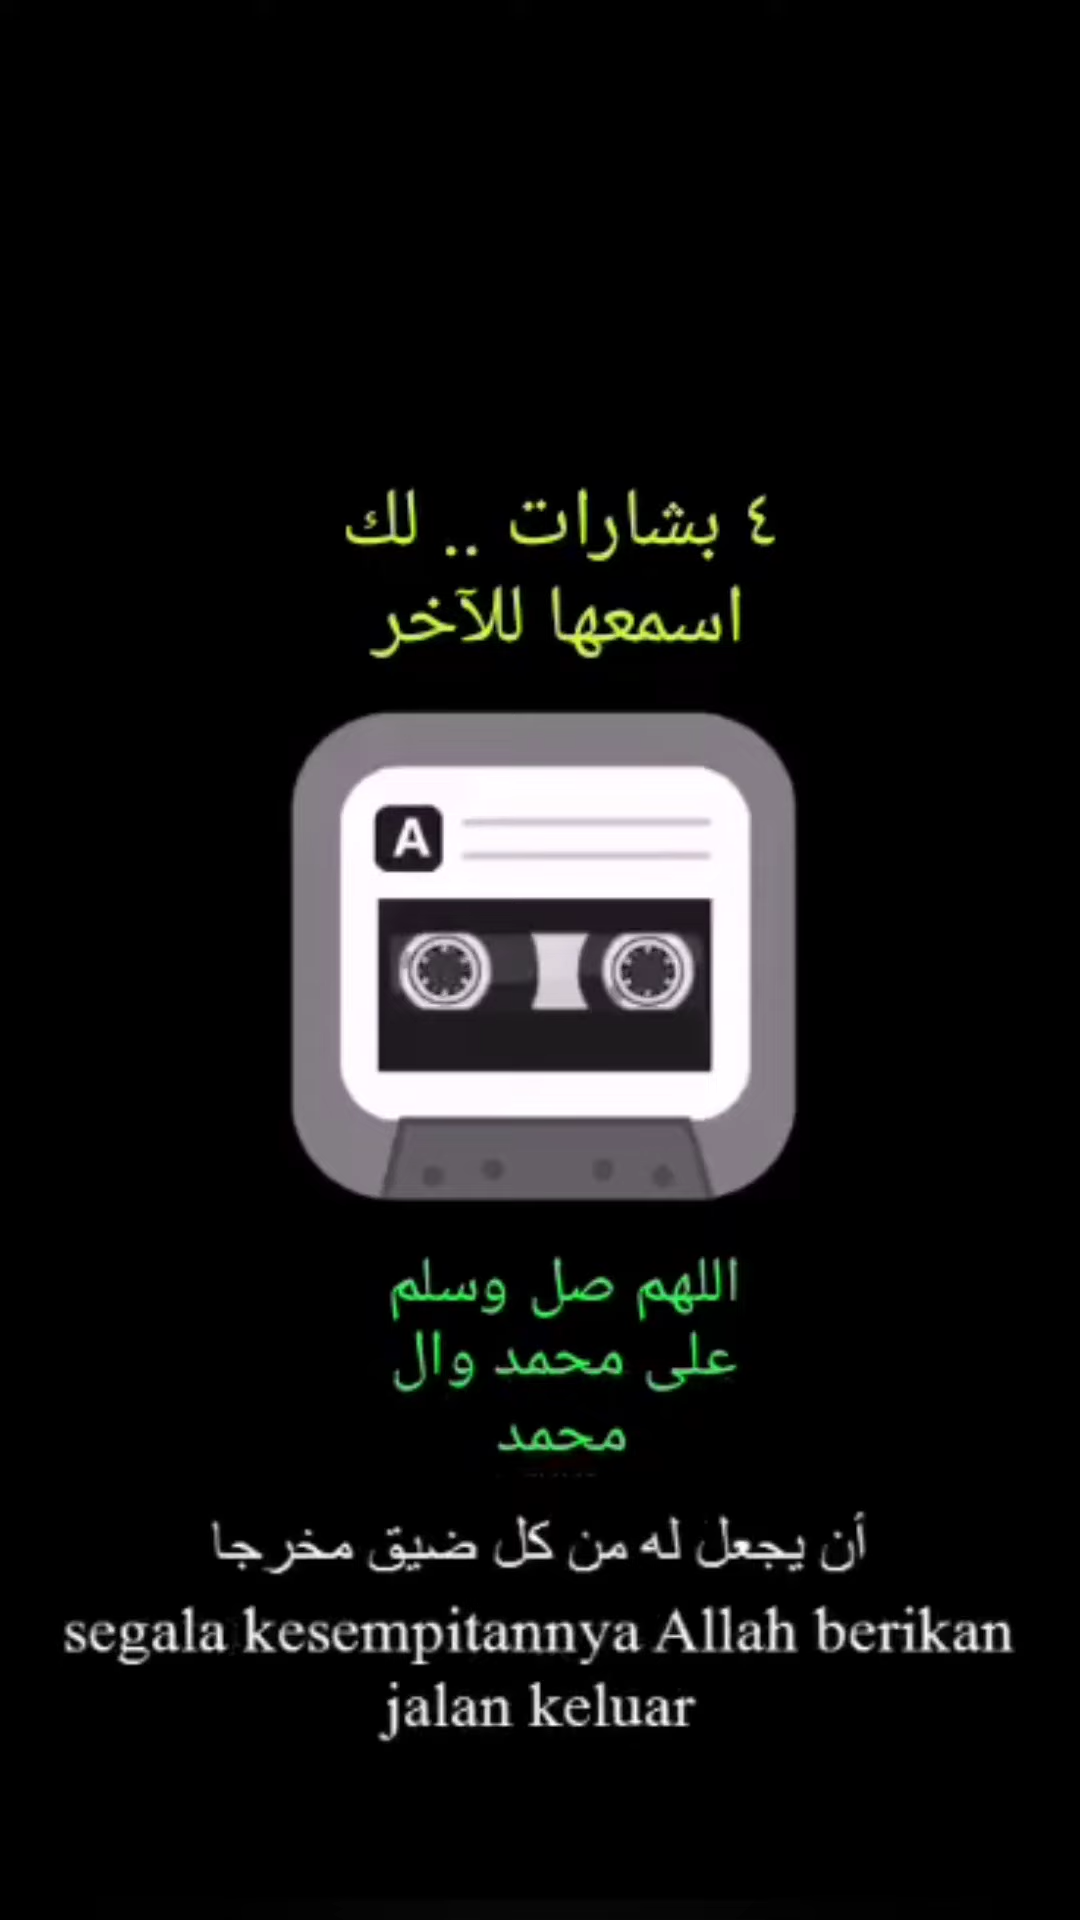 ٤ بشارات .. لك
اسمعها للآخر
A
اللهم صل وسلم
على محمد وال
محمد
أن يجعل له من كل ضيق مخرجا
segala kesempitannya Allah berikan
jalan keluar